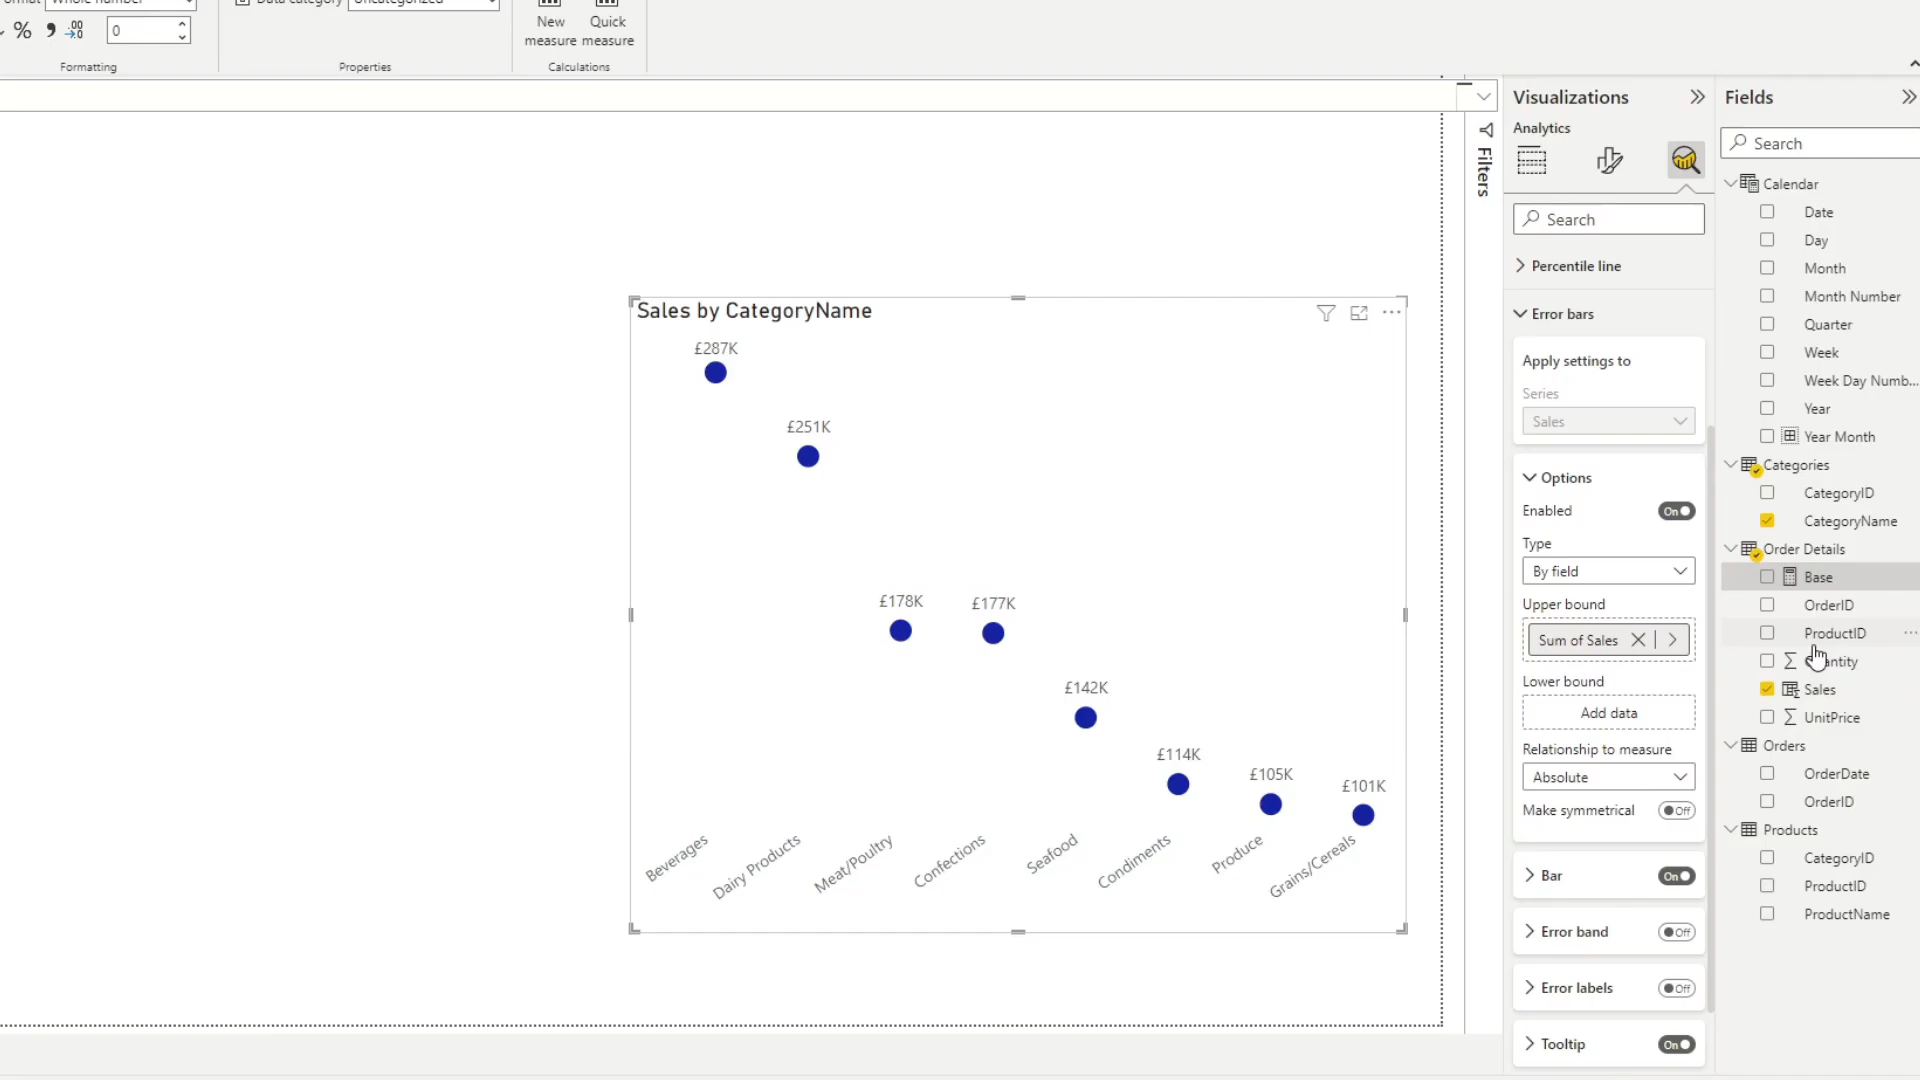 Whole number
Data category Uncategorized
% 0
New
measure
Quick
measure
Formatting
Properties
Calculations
Filters
Visualizations
Analytics
Search
Percentile line
Error bars
Apply settings to
Series
Sales
Options
Enabled On
Type
By field
Upper bound
Sum of Sales
Lower bound
Add data
Relationship to measure
Absolute
Make symmetrical Off
Bar On
Error band Off
Error labels Off
Tooltip On
Fields
Search
Calendar
Date
Day
Month
Month Number
Quarter
Week
Week Day Numb...
Year
Year Month
Categories
CategoryID
CategoryName
Order Details
Base
OrderID
ProductID
Sales
UnitPrice
Orders
OrderDate
OrderID
Products
CategoryID
ProductID
ProductName
Sales by CategoryName
£287K
£251K
£178K
£177K
£142K
£114K
£105K
£101K
Beverages
Dairy Products
Meat/Poultry
Confections
Seafood
Condiments
Produce
Grains/Cereals